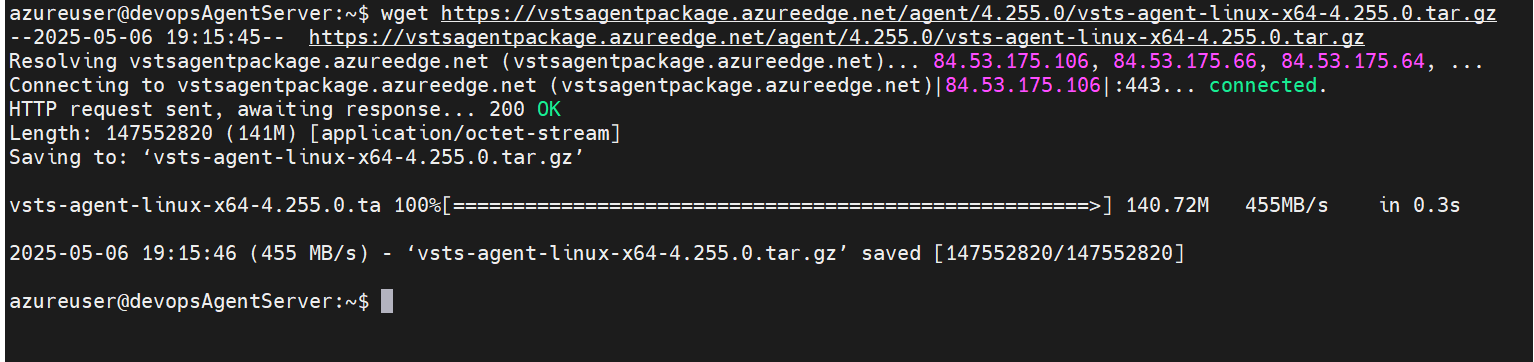 azureuser@devopsAgentServer:~$ wget https://vstsagentpackage.azureedge.net/agent/4.255.0/vsts-agent-linux-x64-4.255.0.tar.gz
--2025-05-06 19:15:45--  https://vstsagentpackage.azureedge.net/agent/4.255.0/vsts-agent-linux-x64-4.255.0.tar.gz
Resolving vstsagentpackage.azureedge.net (vstsagentpackage.azureedge.net)... 84.53.175.106, 84.53.175.66, 84.53.175.64, ...
Connecting to vstsagentpackage.azureedge.net (vstsagentpackage.azureedge.net)|84.53.175.106|:443... connected.
HTTP request sent, awaiting response... 200 OK
Length: 147552820 (141M) [application/octet-stream]
Saving to: ‘vsts-agent-linux-x64-4.255.0.tar.gz’
vsts-agent-linux-x64-4.255.0.ta 100%[=====================================================>] 140.72M   455MB/s    in 0.3s
2025-05-06 19:15:46 (455 MB/s) - ‘vsts-agent-linux-x64-4.255.0.tar.gz’ saved [147552820/147552820]
azureuser@devopsAgentServer:~$